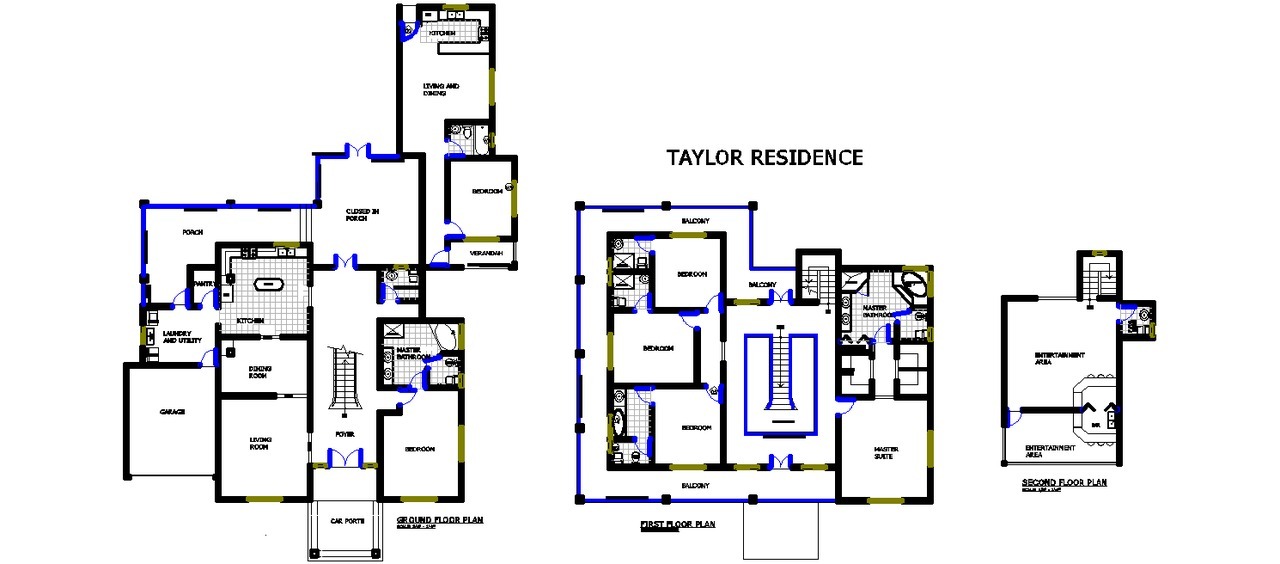 TAYLOR RESIDENCE
KITCHEN
LIVING AND
DINING
BEDROOM
VERANDAH
CLOSED IN
PORCH
PORCH
PANTRY
KITCHEN
LAUNDRY
AND UTILITY
MASTER
BATHROOM
DINING
ROOM
GARAGE
LIVING
ROOM
FOYER
BEDROOM
CAR PORTE
GROUND FLOOR PLAN
BALCONY
BEDROOM
BALCONY
MASTER
BATHROOM
BEDROOM
BEDROOM
MASTER
SUITE
BALCONY
FIRST FLOOR PLAN
ENTERTAINMENT
AREA
BAR
ENTERTAINMENT
AREA
SECOND FLOOR PLAN